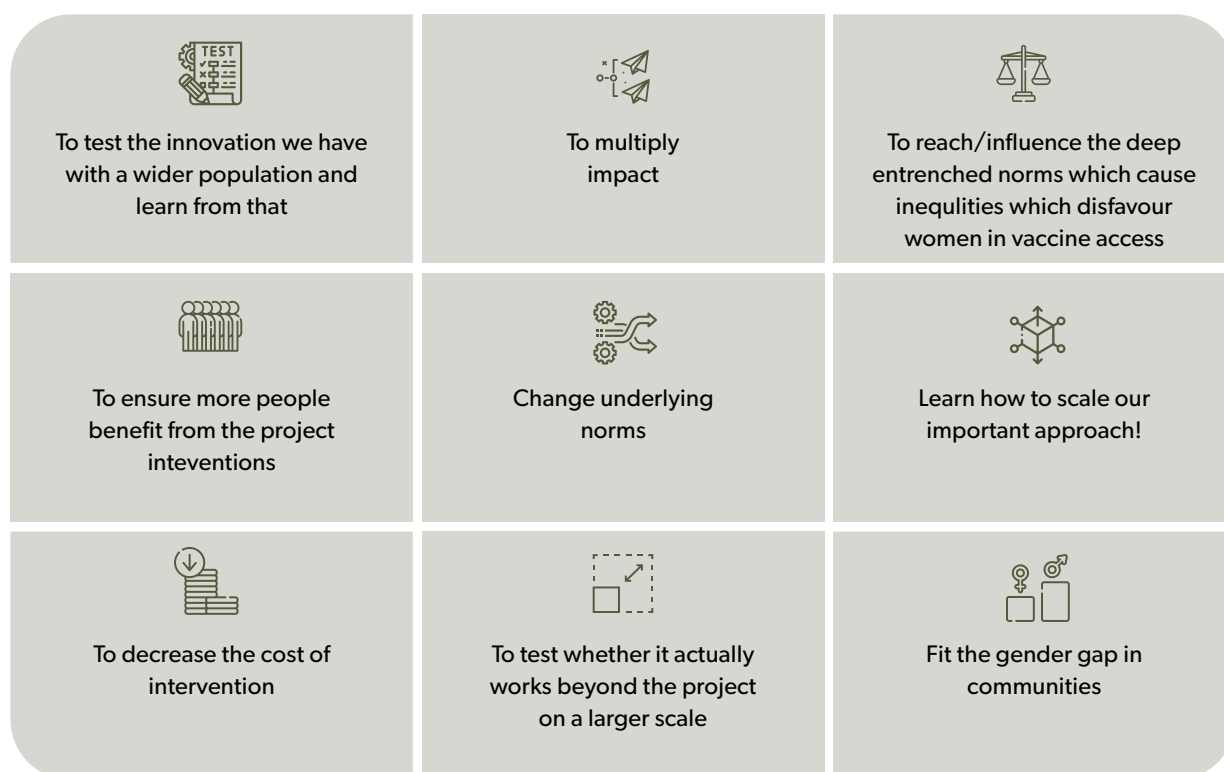 TEST
To test the innovation we have
with a wider population and
learn from that
To multiply
impact
To reach/influence the deep
entrenched norms which cause
inequlities which disfavour
women in vaccine access
To ensure more people
benefit from the project
inteventions
Change underlying
norms
Learn how to scale our
important approach!
To decrease the cost of
intervention
To test whether it actually
works beyond the project
on a larger scale
Fit the gender gap in
communities